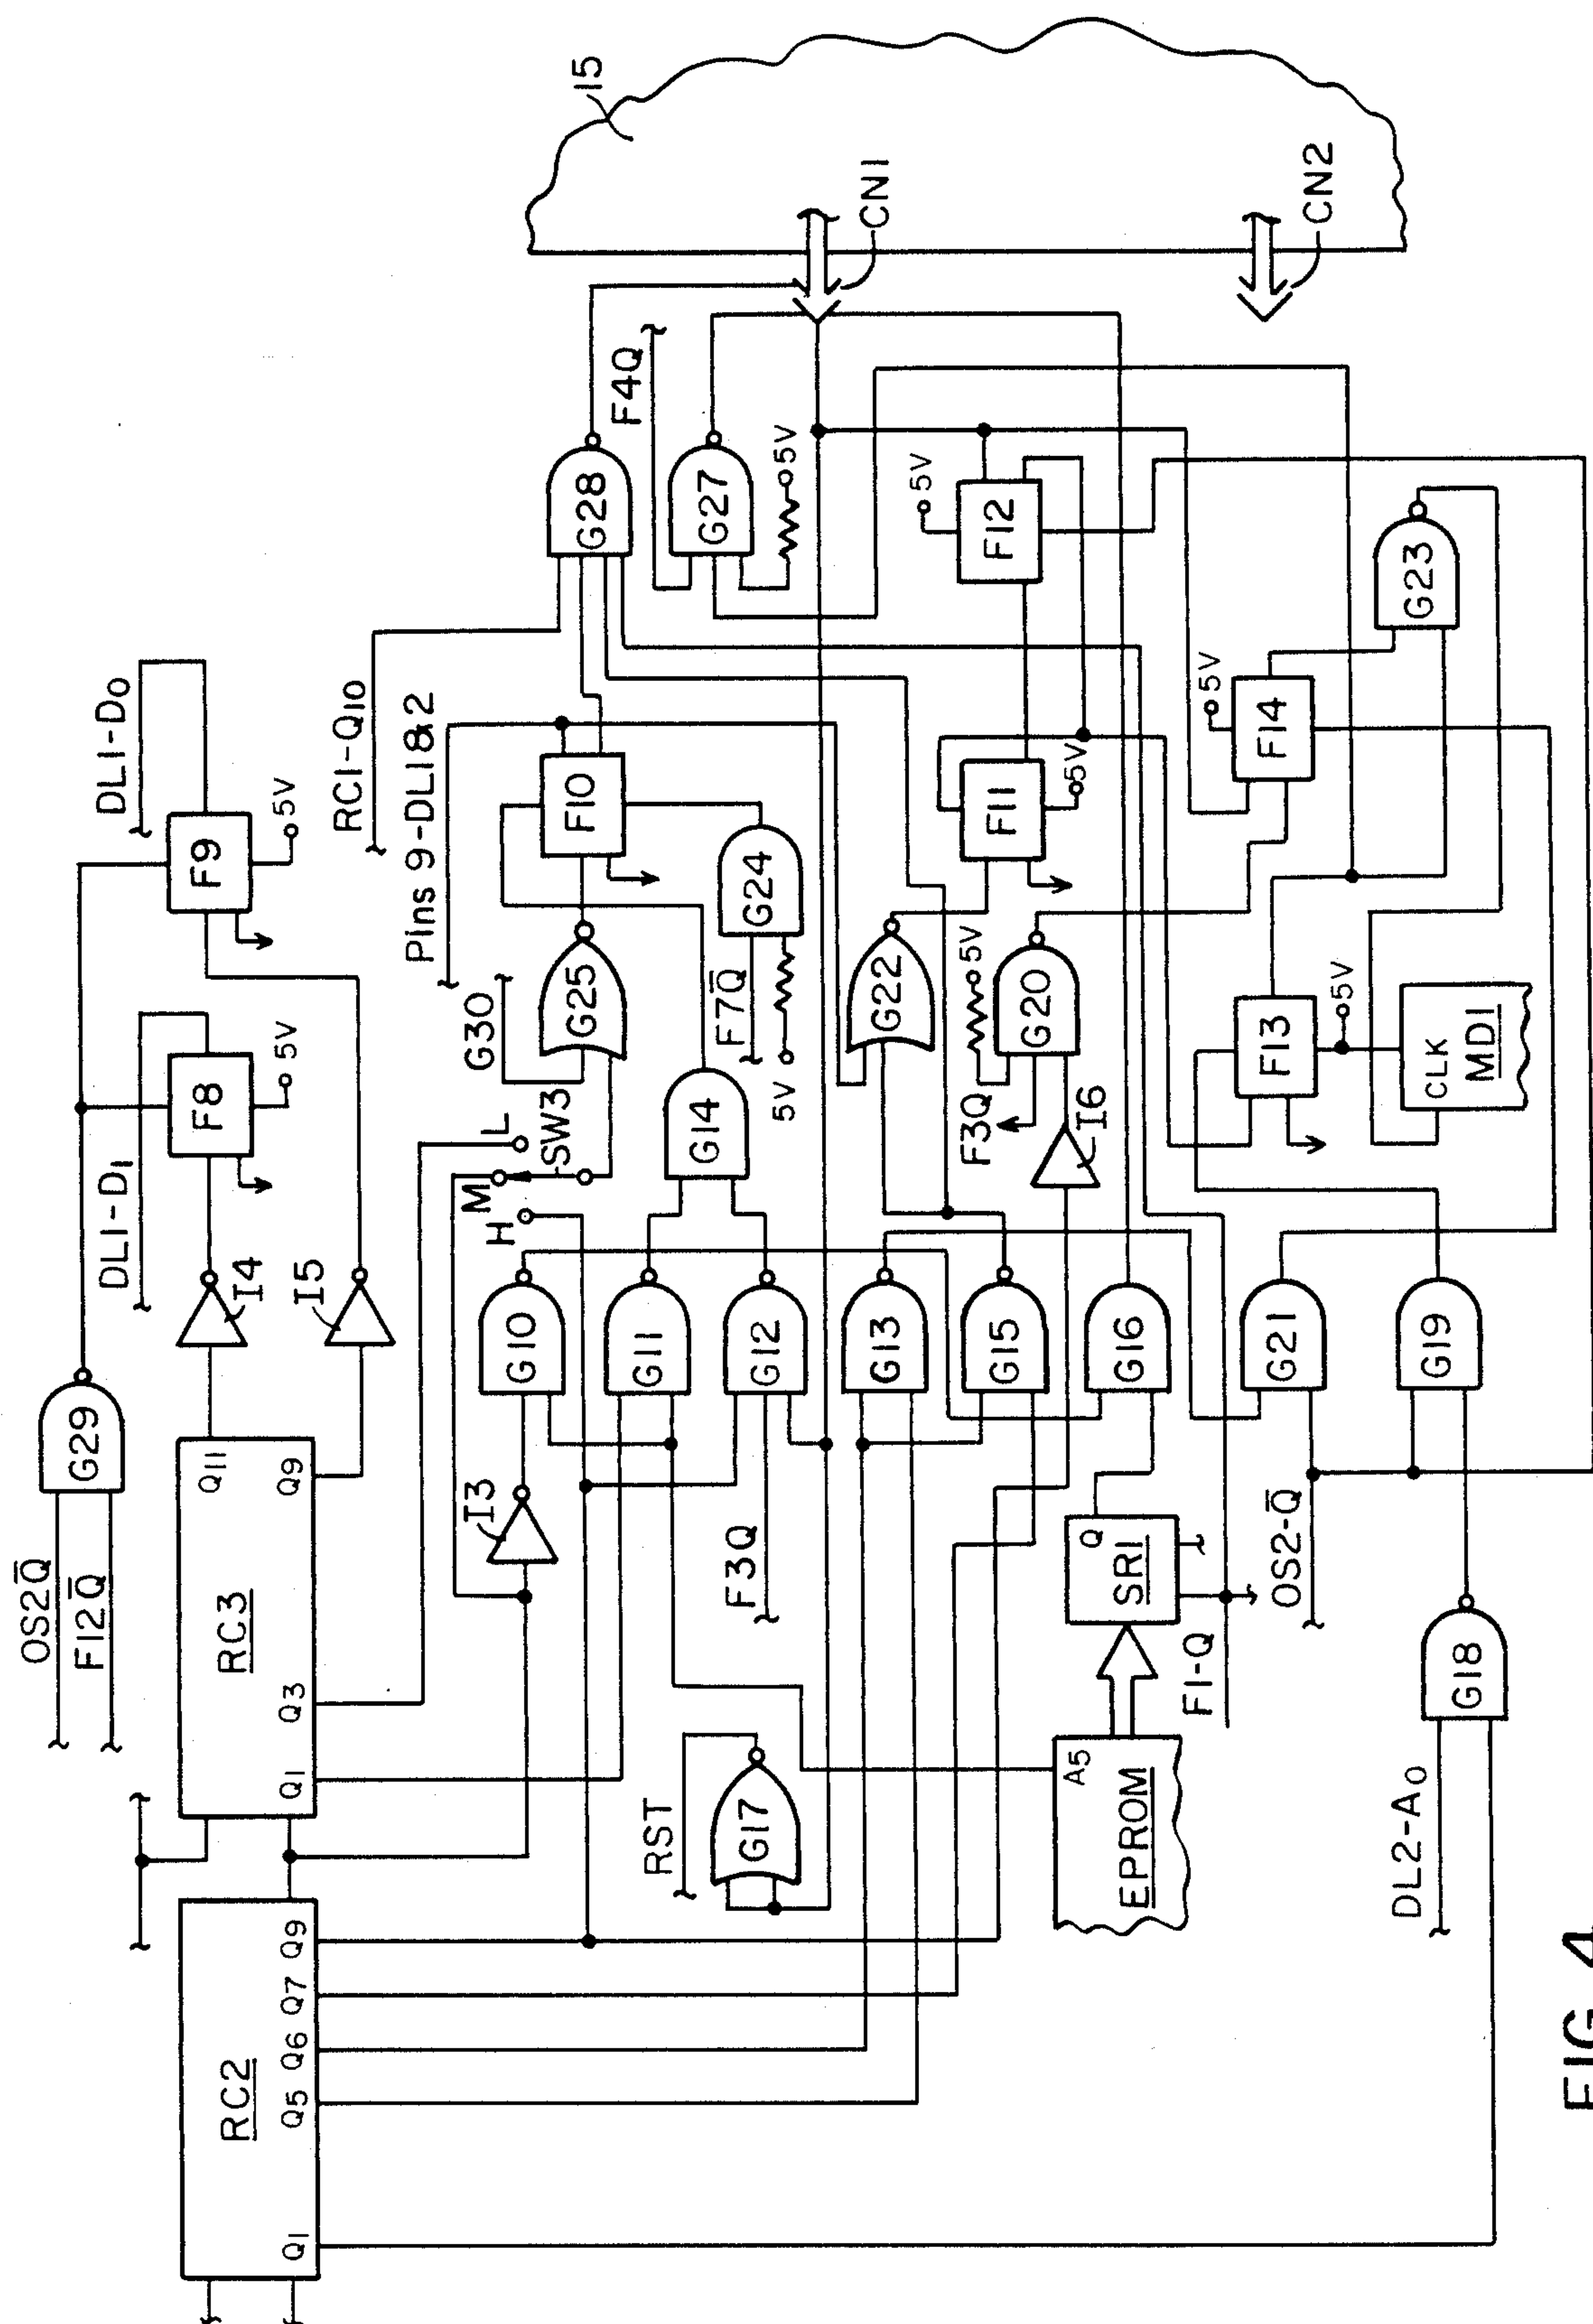 15
CN1
CN2
F4Q
5V
G28
G27
5V
F12
G23
DL1-D0
RC1-Q10
Pins 9-DL1&2
5V
F9
5V
F10
F14
F11
5V
G24
G30
G25
F7Q̅
5V
G22
5V
G20
5V
F13
CLK
MD1
DL1-D1
F8
5V
L
SW3
M
H
G14
F3Q
I6
I4
I5
G10
G11
G12
G13
G15
G16
G21
G19
G29
Q11
Q9
RC3
Q3
Q1
OS2Q̅
F12Q̅
I3
F3Q
Q
SR1
F1-Q
OS2-Q̅
G18
RST
G17
A5
EPROM
DL2-A0
RC2
Q9
Q7
Q6
Q5
Q1
FIG. 4